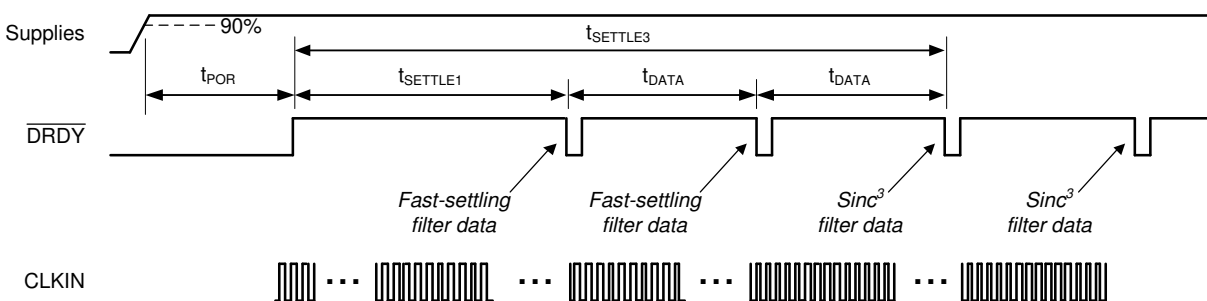 Supplies
90%
tSETTLE3
tPOR
tSETTLE1
tDATA
tDATA
DRDY
Fast-settling
filter data
Fast-settling
filter data
Sinc³
filter data
Sinc³
filter data
CLKIN